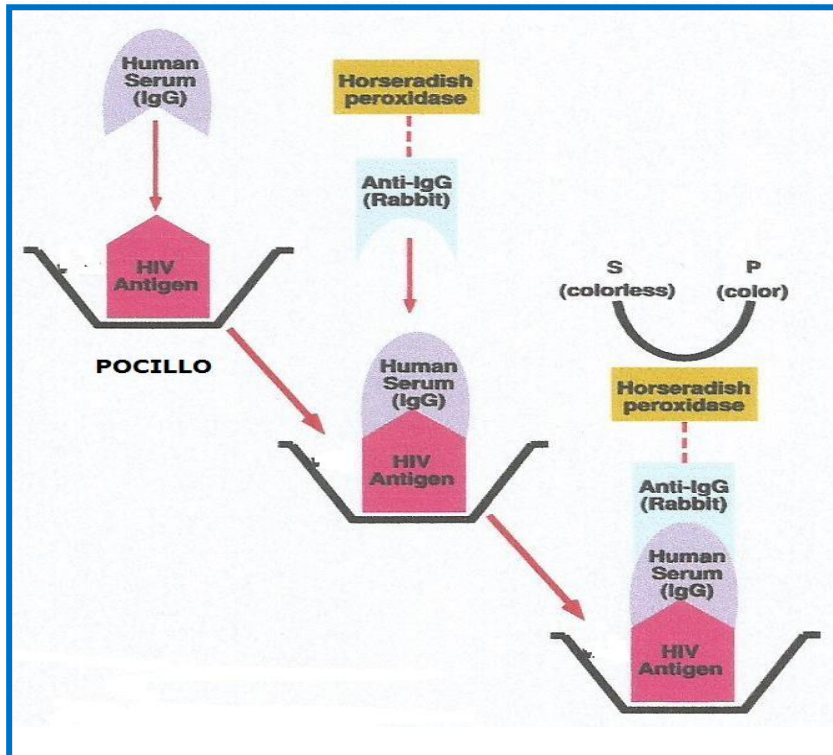 Human
Serum
(IgG)
HIV
Antigen
POCILLO
Horseradish
peroxidase
Anti-IgG
(Rabbit)
Human
Serum
(IgG)
HIV
Antigen
S
(colorless)
P
(color)
Horseradish
peroxidase
Anti-IgG
(Rabbit)
Human
Serum
(IgG)
HIV
Antigen